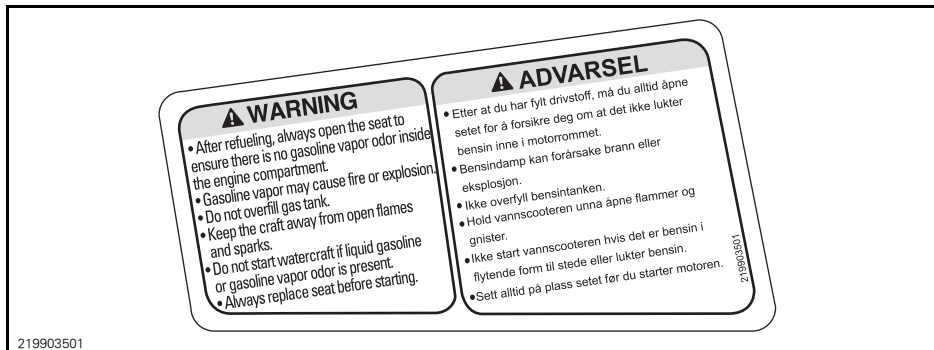 WARNING
• After refueling, always open the seat to
ensure there is no gasoline vapor odor inside
the engine compartment.
• Gasoline vapor may cause fire or explosion.
• Do not overfill gas tank.
• Keep the craft away from open flames
and sparks.
• Do not start watercraft if liquid gasoline
or gasoline vapor odor is present.
• Always replace seat before starting.
ADVARSEL
• Etter at du har fylt drivstoff, må du alltid åpne
setet for å forsikre deg om at det ikke lukter
bensin inne i motorrommet.
• Bensindamp kan forårsake brann eller
eksplosjon.
• Ikke overfyll bensintanken.
• Hold vannscooteren unna åpne flammer og
gnister.
• Ikke start vannscooteren hvis det er bensin i
flytende form til stede eller lukter bensin.
• Sett alltid på plass setet før du starter motoren.
219903501
219903501